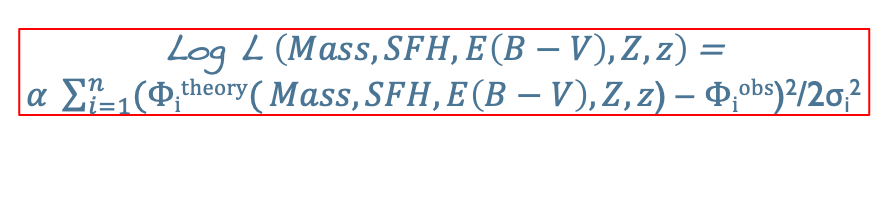 Log L (Mass, SFH, E(B − V), Z, z) =
α ∑ⁿᵢ₌₁(Φᵢᵗʰᵉᵒʳʸ( Mass, SFH, E(B − V), Z, z) − Φᵢᵒᵇˢ)²/2σᵢ²